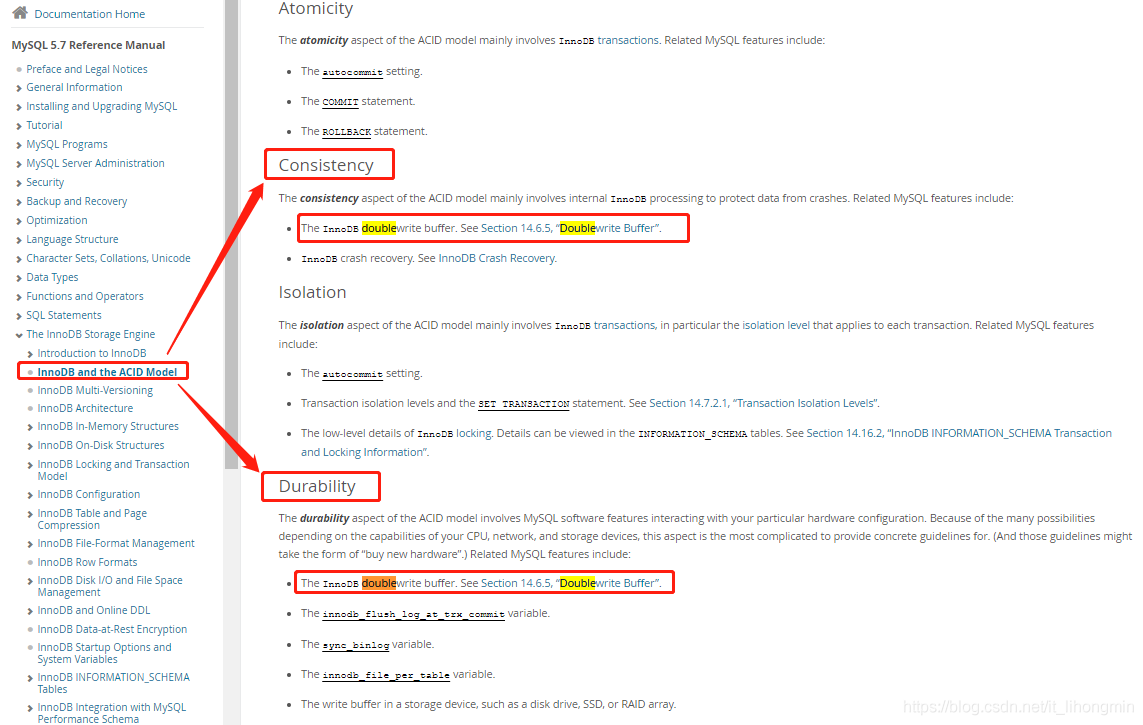 Documentation Home
MySQL 5.7 Reference Manual
Preface and Legal Notices
General Information
Installing and Upgrading MySQL
Tutorial
MySQL Programs
MySQL Server Administration
Security
Backup and Recovery
Optimization
Language Structure
Character Sets, Collations, Unicode
Data Types
Functions and Operators
SQL Statements
The InnoDB Storage Engine
Introduction to InnoDB
InnoDB and the ACID Model
InnoDB Multi-Versioning
InnoDB Architecture
InnoDB In-Memory Structures
InnoDB On-Disk Structures
InnoDB Locking and Transaction
Model
InnoDB Configuration
InnoDB Table and Page
Compression
InnoDB File-Format Management
InnoDB Row Formats
InnoDB Disk I/O and File Space
Management
InnoDB and Online DDL
InnoDB Data-at-Rest Encryption
InnoDB Startup Options and
System Variables
InnoDB INFORMATION_SCHEMA
Tables
InnoDB Integration with MySQL
Performance Schema
Atomicity
The atomicity aspect of the ACID model mainly involves InnoDB transactions. Related MySQL features include:
The autocommit setting.
The COMMIT statement.
The ROLLBACK statement.
Consistency
The consistency aspect of the ACID model mainly involves internal InnoDB processing to protect data from crashes. Related MySQL features include:
The InnoDB doublewrite buffer. See Section 14.6.5, “Doublewrite Buffer”.
InnoDB crash recovery. See InnoDB Crash Recovery.
Isolation
The isolation aspect of the ACID model mainly involves InnoDB transactions, in particular the isolation level that applies to each transaction. Related MySQL features
include:
The autocommit setting.
Transaction isolation levels and the SET TRANSACTION statement. See Section 14.7.2.1, “Transaction Isolation Levels”.
The low-level details of InnoDB locking. Details can be viewed in the INFORMATION_SCHEMA tables. See Section 14.16.2, “InnoDB INFORMATION_SCHEMA Transaction
and Locking Information”.
Durability
The durability aspect of the ACID model involves MySQL software features interacting with your particular hardware configuration. Because of the many possibilities
depending on the capabilities of your CPU, network, and storage devices, this aspect is the most complicated to provide concrete guidelines for. (And those guidelines might
take the form of “buy new hardware”.) Related MySQL features include:
The InnoDB doublewrite buffer. See Section 14.6.5, “Doublewrite Buffer”.
The innodb_flush_log_at_trx_commit variable.
The sync_binlog variable.
The innodb_file_per_table variable.
The write buffer in a storage device, such as a disk drive, SSD, or RAID array.
https://blog.csdn.net/it_lihongmin